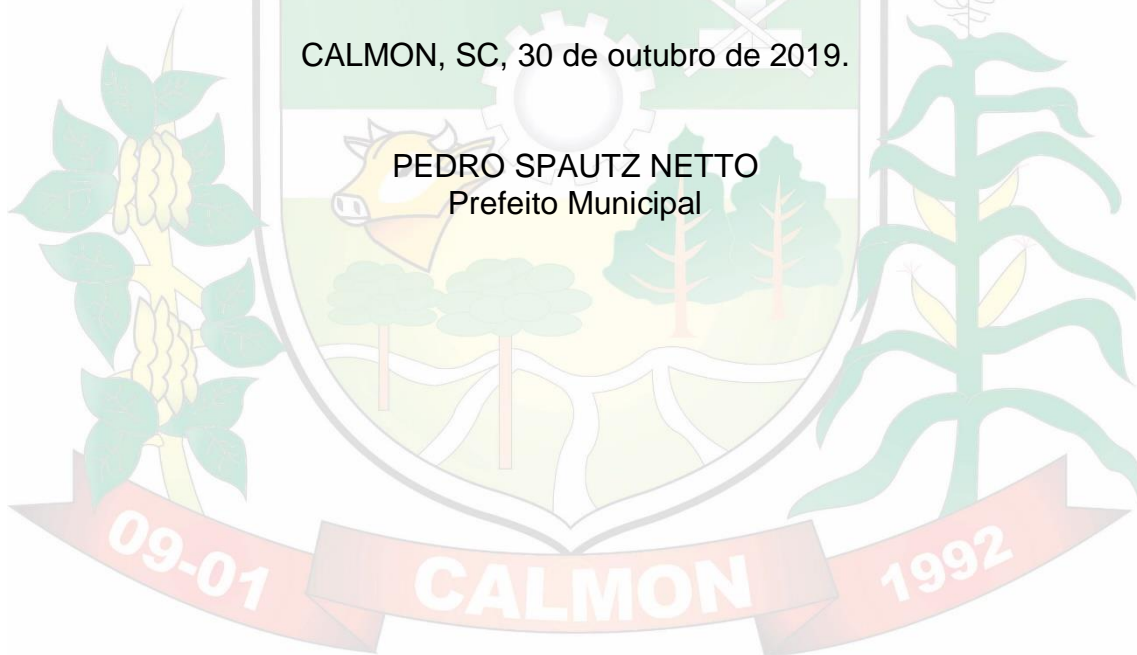 CALMON, SC, 30 de outubro de 2019.
PEDRO SPAUTZ NETTO
Prefeito Municipal
09-01
CALMON
1992